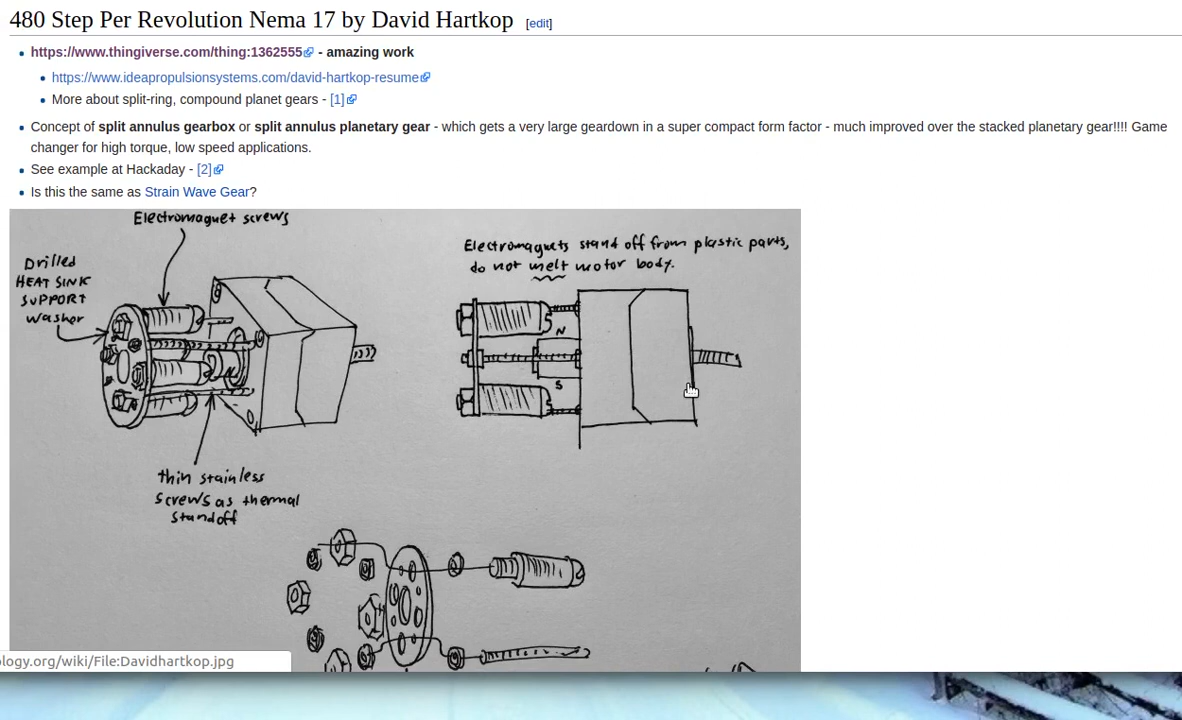 480 Step Per Revolution Nema 17 by David Hartkop [edit]
https://www.thingiverse.com/thing:1362555 - amazing work
https://www.ideapropulsionsystems.com/david-hartkop-resume
More about split-ring, compound planet gears - [1]
Concept of split annulus gearbox or split annulus planetary gear - which gets a very large geardown in a super compact form factor - much improved over the stacked planetary gear!!!! Game
changer for high torque, low speed applications.
See example at Hackaday - [2]
Is this the same as Strain Wave Gear?
Electromagnet screws
Drilled
HEAT SINK
SUPPORT
Washer
N
thin stainless
screws as thermal
standoff
Electromagnets stand off from plastic parts,
do not melt motor body.
N
S
ology.org/wiki/File:Davidhartkop.jpg